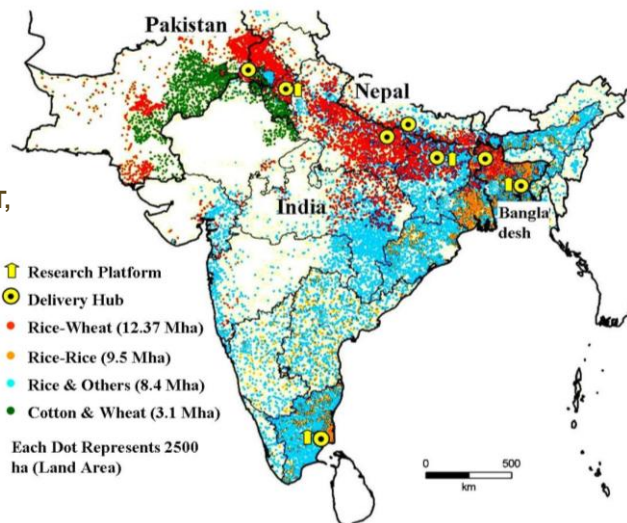 Pakistan
Nepal
T,
India
Bangla
desh
Research Platform
Delivery Hub
Rice-Wheat (12.37 Mha)
Rice-Rice (9.5 Mha)
Rice & Others (8.4 Mha)
Cotton & Wheat (3.1 Mha)
Each Dot Represents 2500
ha (Land Area)
0 500
km